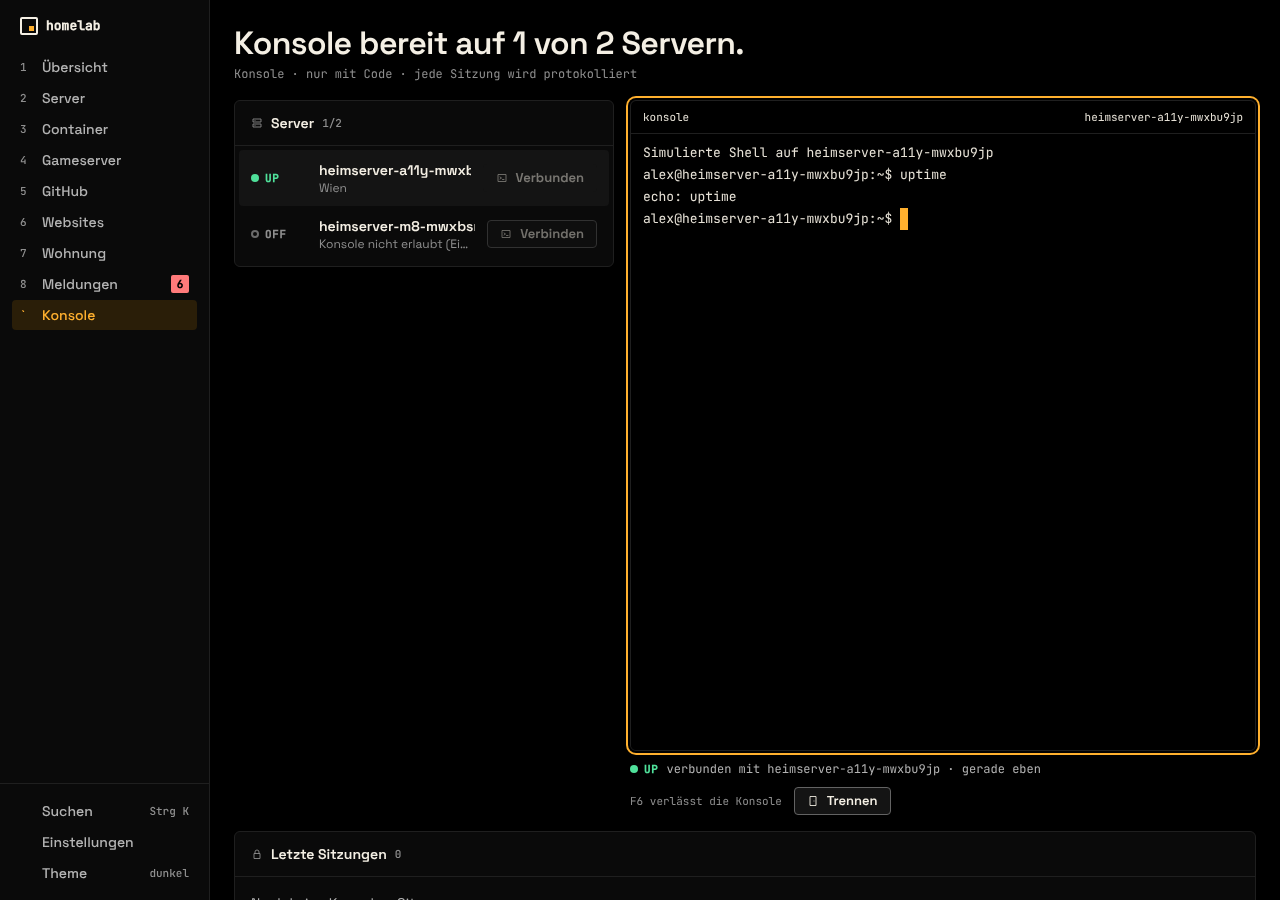 homelab
1 Übersicht
2 Server
3 Container
4 Gameserver
5 GitHub
6 Websites
7 Wohnung
8 Meldungen 6
` Konsole
Suchen Strg K
Einstellungen
Theme dunkel
Konsole bereit auf 1 von 2 Servern.
Konsole · nur mit Code · jede Sitzung wird protokolliert
Server 1/2
UP heimserver-a11y-mwxb Verbunden
Wien
OFF heimserver-m8-mwxbs Verbinden
Konsole nicht erlaubt (Ei…
konsole heimserver-a11y-mwxbu9jp
Simulierte Shell auf heimserver-a11y-mwxbu9jp
alex@heimserver-a11y-mwxbu9jp:~$ uptime
echo: uptime
alex@heimserver-a11y-mwxbu9jp:~$
UP verbunden mit heimserver-a11y-mwxbu9jp · gerade eben
F6 verlässt die Konsole Trennen
Letzte Sitzungen 0